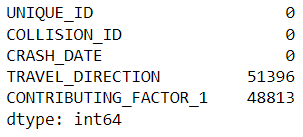 UNIQUE_ID 0
COLLISION_ID 0
CRASH_DATE 0
TRAVEL_DIRECTION 51396
CONTRIBUTING_FACTOR_1 48813
dtype: int64